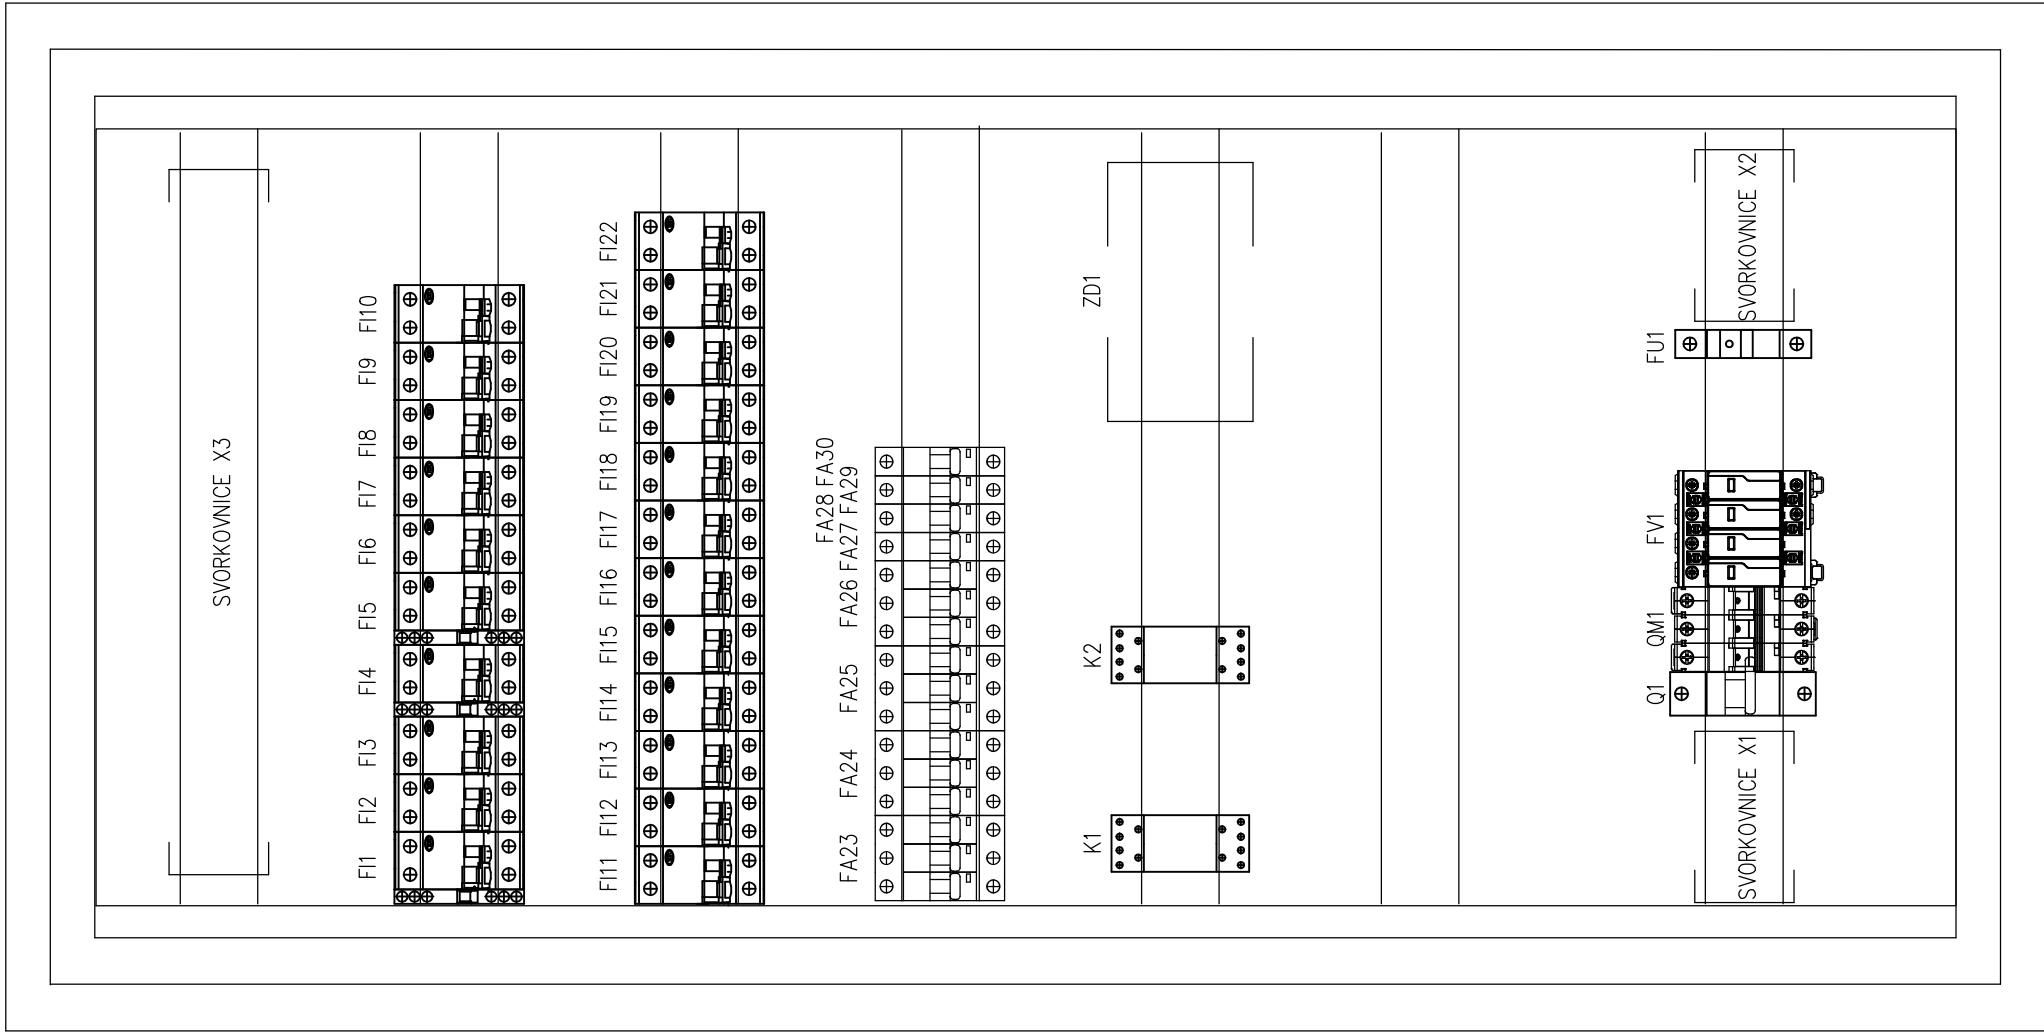 SVORKOVNICE X3
FI1 FI2 FI3 FI4 FI5 FI6 FI7 FI8 FI9 FI10
FI11 FI12 FI13 FI14 FI15 FI16 FI17 FI18 FI19 FI20 FI21 FI22
FA28 FA30
FA23 FA24 FA25 FA26 FA27 FA29
K1 K2 ZD1
Q1 QM1 FV1 FU1
SVORKOVNICE X1 SVORKOVNICE X2